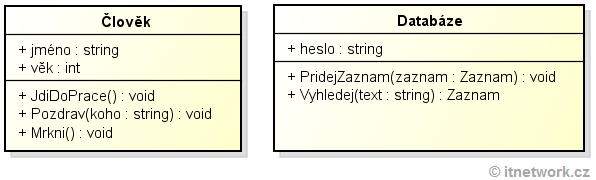 Člověk
+ jméno : string
+ věk : int
+ JdiDoPrace() : void
+ Pozdrav(koho : string) : void
+ Mrkni() : void
Databáze
+ heslo : string
+ PridejZaznam(zaznam : Zaznam) : void
+ Vyhledej(text : string) : Zaznam
© itnetwork.cz